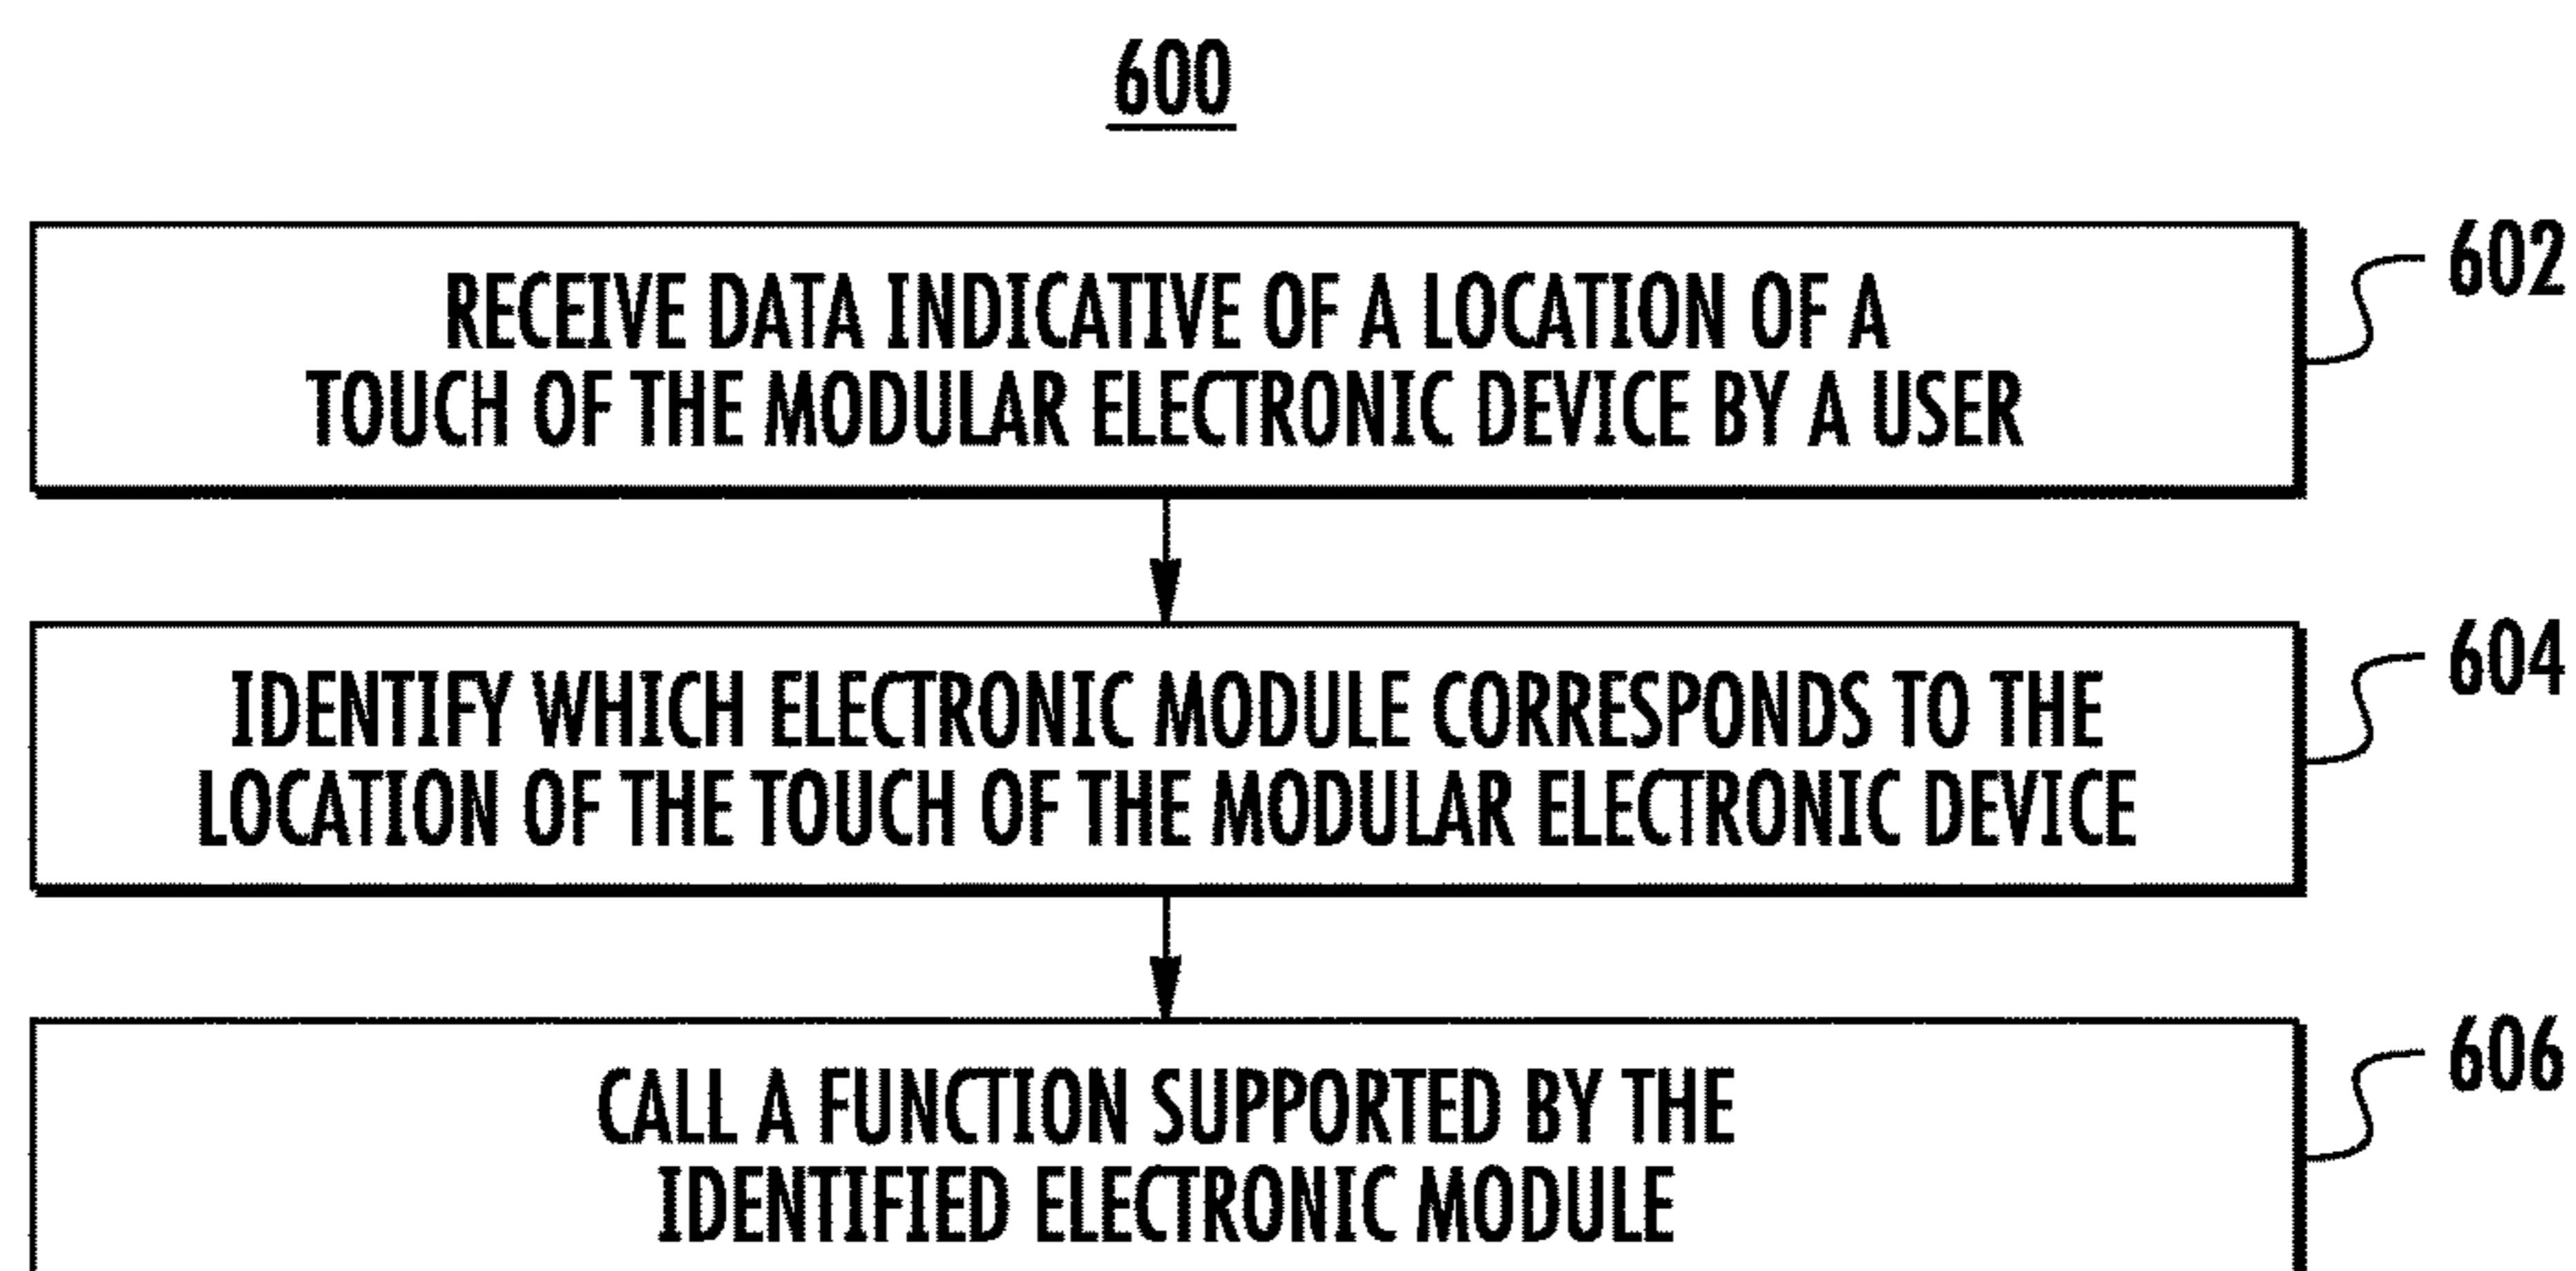 600
RECEIVE DATA INDICATIVE OF A LOCATION OF A
TOUCH OF THE MODULAR ELECTRONIC DEVICE BY A USER
602
IDENTIFY WHICH ELECTRONIC MODULE CORRESPONDS TO THE
LOCATION OF THE TOUCH OF THE MODULAR ELECTRONIC DEVICE
604
CALL A FUNCTION SUPPORTED BY THE
IDENTIFIED ELECTRONIC MODULE
606